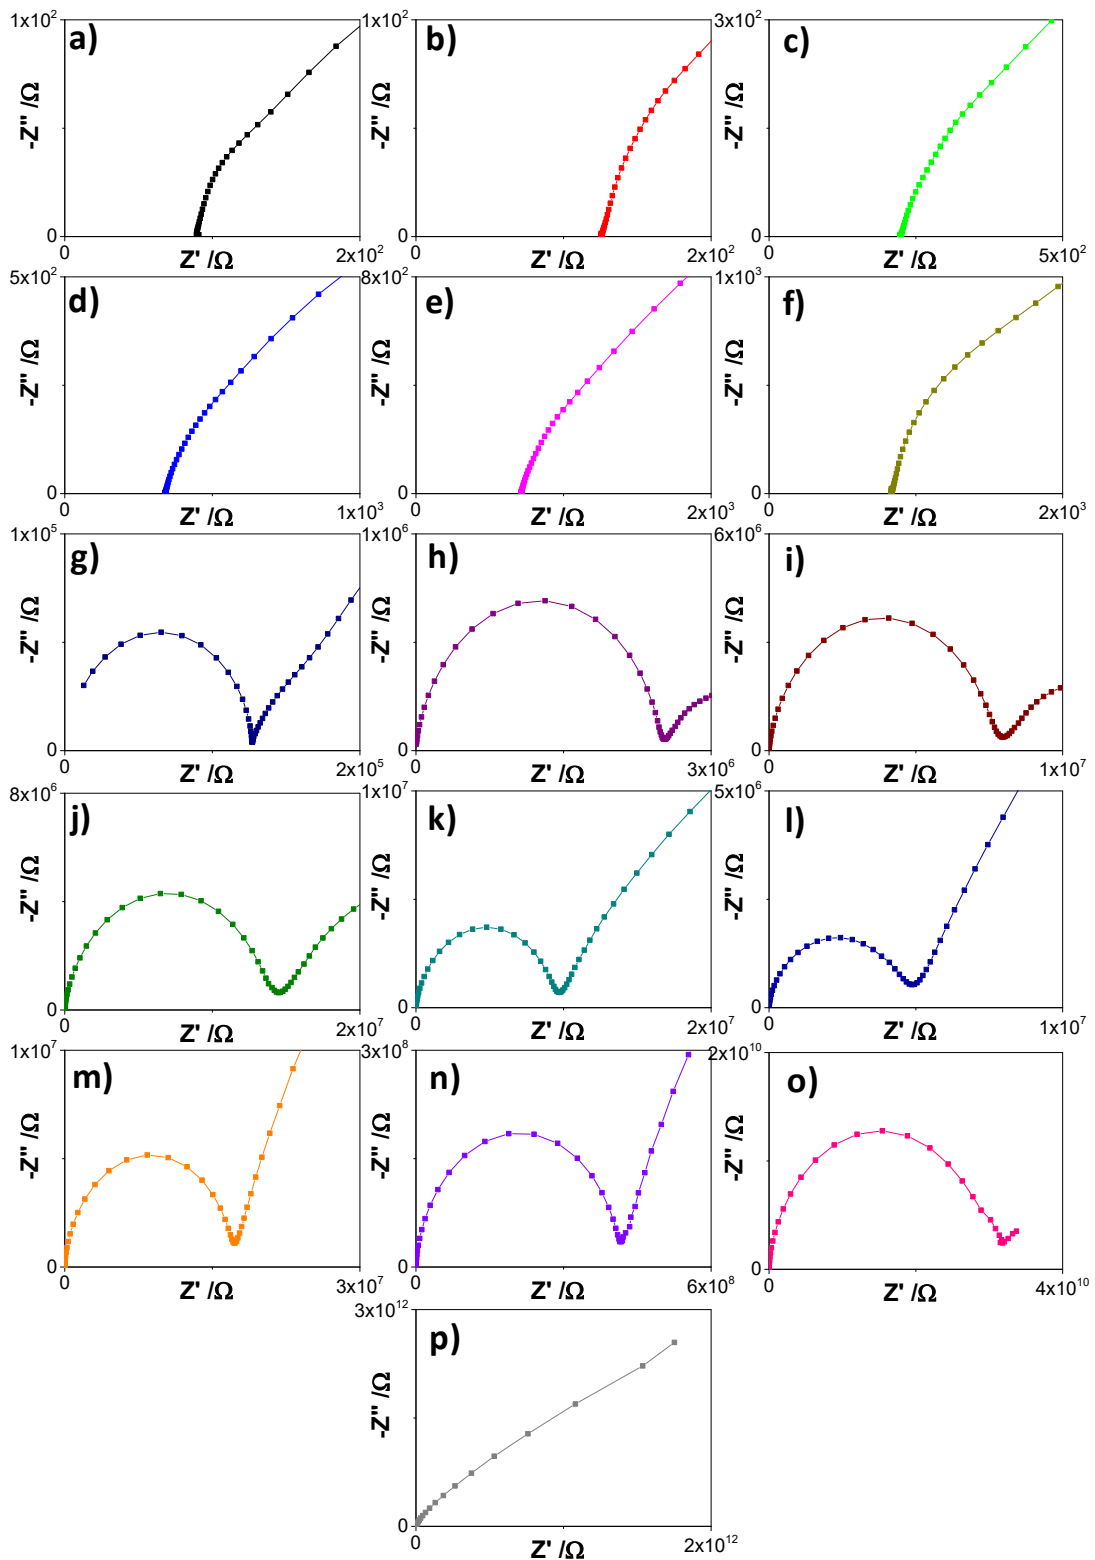 a)
1x10²
-Z'' /Ω
0
0
Z' /Ω
2x10²
b)
1x10²
-Z'' /Ω
0
0
Z' /Ω
2x10²
c)
3x10²
-Z'' /Ω
0
0
Z' /Ω
5x10²
d)
5x10²
-Z'' /Ω
0
0
Z' /Ω
1x10³
e)
8x10²
-Z'' /Ω
0
0
Z' /Ω
2x10³
f)
1x10³
-Z'' /Ω
0
0
Z' /Ω
2x10³
g)
1x10⁵
-Z'' /Ω
0
0
Z' /Ω
2x10⁵
h)
1x10⁶
-Z'' /Ω
0
0
Z' /Ω
3x10⁶
i)
6x10⁶
-Z'' /Ω
0
0
Z' /Ω
1x10⁷
j)
8x10⁶
-Z'' /Ω
0
0
Z' /Ω
2x10⁷
k)
1x10⁷
-Z'' /Ω
0
0
Z' /Ω
2x10⁷
l)
5x10⁶
-Z'' /Ω
0
0
Z' /Ω
1x10⁷
m)
1x10⁷
-Z'' /Ω
0
0
Z' /Ω
3x10⁷
n)
3x10⁸
-Z'' /Ω
0
0
Z' /Ω
6x10⁸
o)
2x10¹⁰
-Z'' /Ω
0
0
Z' /Ω
4x10¹⁰
p)
3x10¹²
-Z'' /Ω
0
0
Z' /Ω
2x10¹²